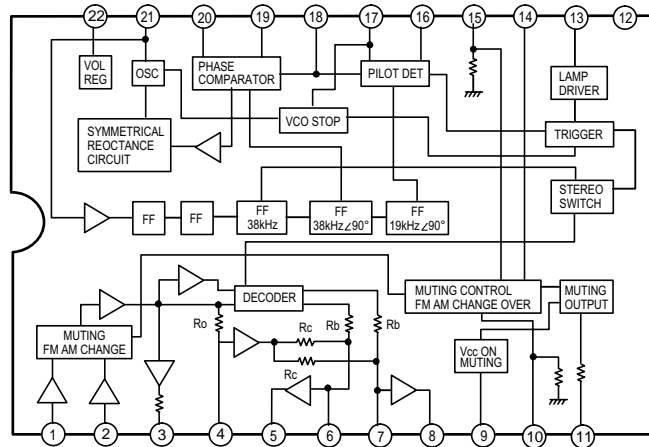 22 21 20 19 18 17 16 15 14 13 12
VOL
REG
OSC
PHASE
COMPARATOR
PILOT DET
LAMP
DRIVER
SYMMETRICAL
REOCTANCE
CIRCUIT
VCO STOP
TRIGGER
STEREO
SWITCH
FF
FF
FF
38kHz
FF
38kHz∠90°
FF
19kHz∠90°
DECODER
MUTING CONTROL
FM AM CHANGE OVER
MUTING
OUTPUT
MUTING
FM AM CHANGE
Ro
Rc
Rb
Rb
Rc
Vcc ON
MUTING
1 2 3 4 5 6 7 8 9 10 11